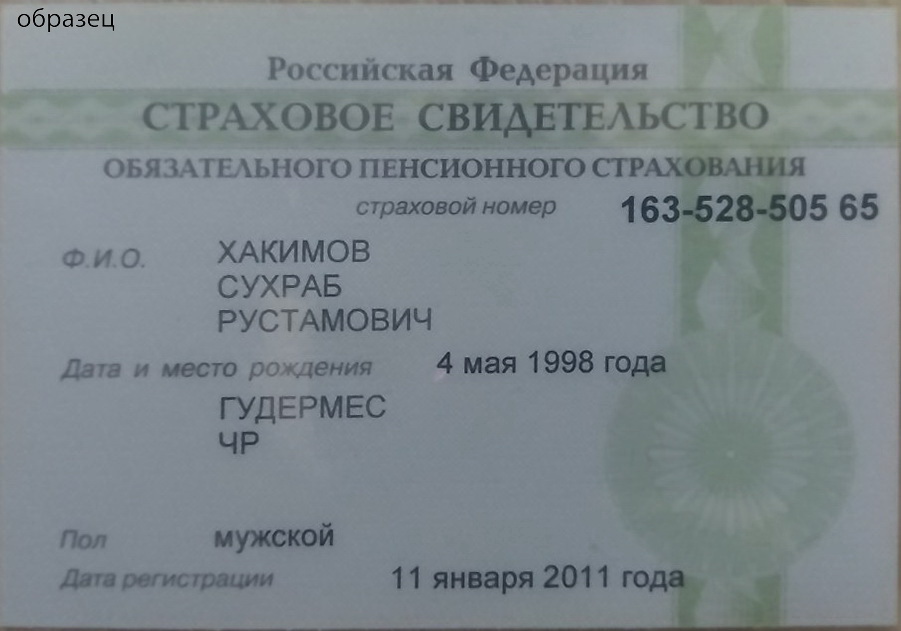 образец
Российская Федерация
СТРАХОВОЕ СВИДЕТЕЛЬСТВО
ОБЯЗАТЕЛЬНОГО ПЕНСИОННОГО СТРАХОВАНИЯ
страховой номер 163-528-505 65
Ф.И.О. ХАКИМОВ
СУХРАБ
РУСТАМОВИЧ
Дата и место рождения 4 мая 1998 года
ГУДЕРМЕС
ЧР
Пол мужской
Дата регистрации 11 января 2011 года